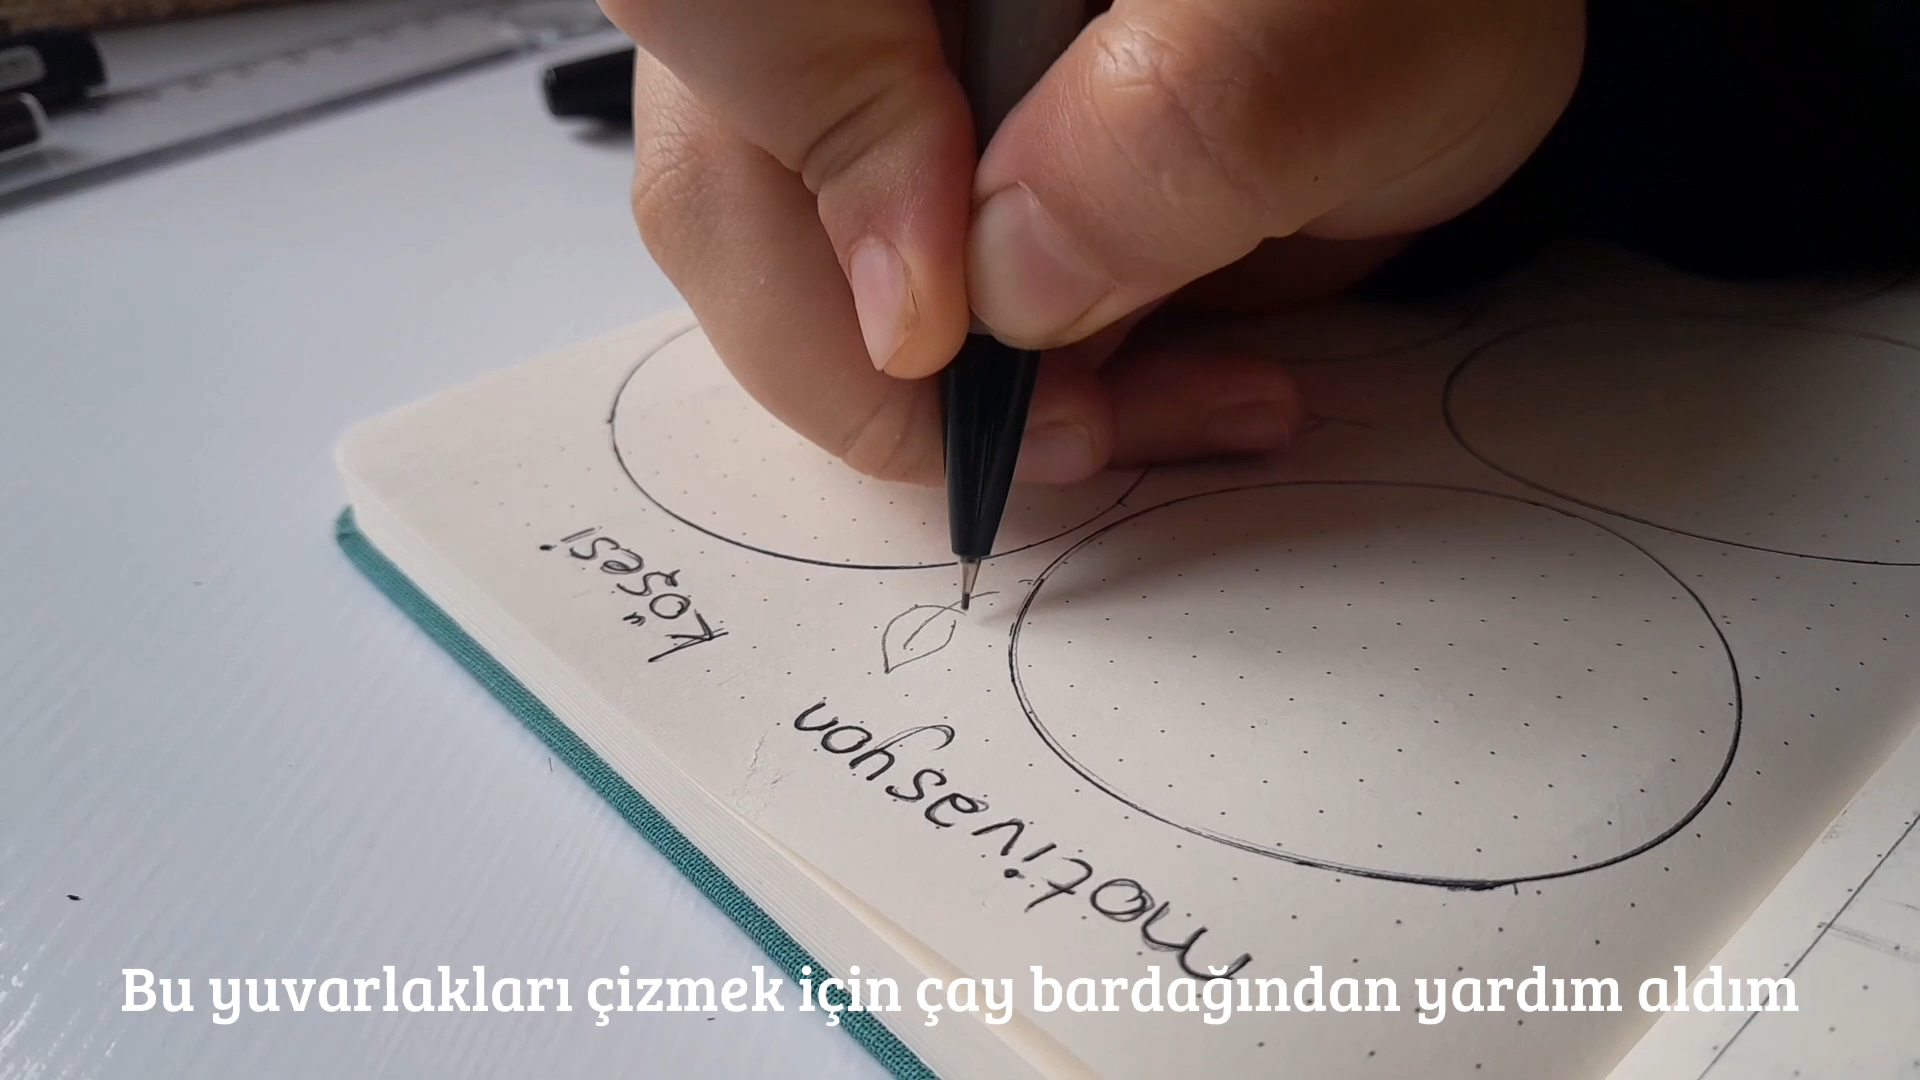 motivasyon
Köşesi
Bu yuvarlakları çizmek için çay bardağından yardım aldım